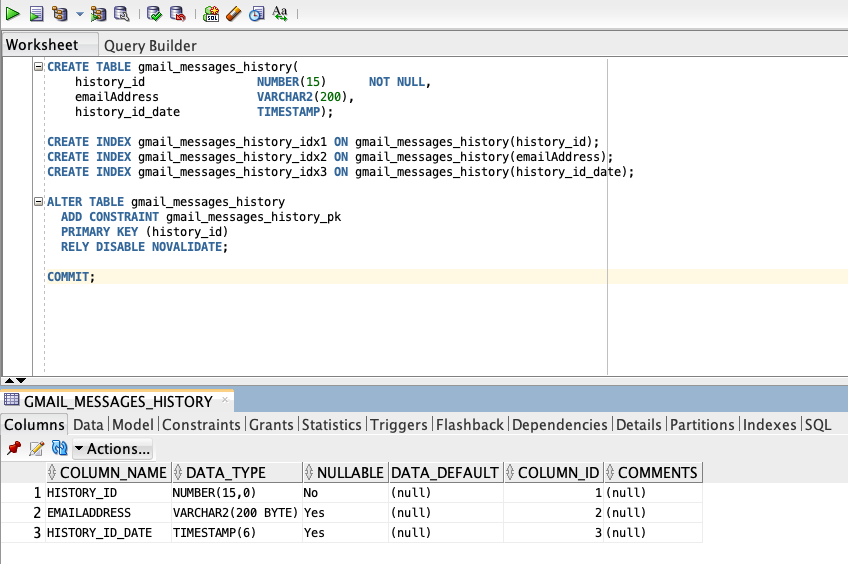 SQL
Aa
Worksheet Query Builder
CREATE TABLE gmail_messages_history(
history_id NUMBER(15) NOT NULL,
emailAddress VARCHAR2(200),
history_id_date TIMESTAMP);
CREATE INDEX gmail_messages_history_idx1 ON gmail_messages_history(history_id);
CREATE INDEX gmail_messages_history_idx2 ON gmail_messages_history(emailAddress);
CREATE INDEX gmail_messages_history_idx3 ON gmail_messages_history(history_id_date);
ALTER TABLE gmail_messages_history
ADD CONSTRAINT gmail_messages_history_pk
PRIMARY KEY (history_id)
RELY DISABLE NOVALIDATE;
COMMIT;
GMAIL_MESSAGES_HISTORY
Columns Data Model Constraints Grants Statistics Triggers Flashback Dependencies Details Partitions Indexes SQL
Actions...
COLUMN_NAME DATA_TYPE NULLABLE DATA_DEFAULT COLUMN_ID COMMENTS
1 HISTORY_ID NUMBER(15,0) No (null) 1 (null)
2 EMAILADDRESS VARCHAR2(200 BYTE) Yes (null) 2 (null)
3 HISTORY_ID_DATE TIMESTAMP(6) Yes (null) 3 (null)